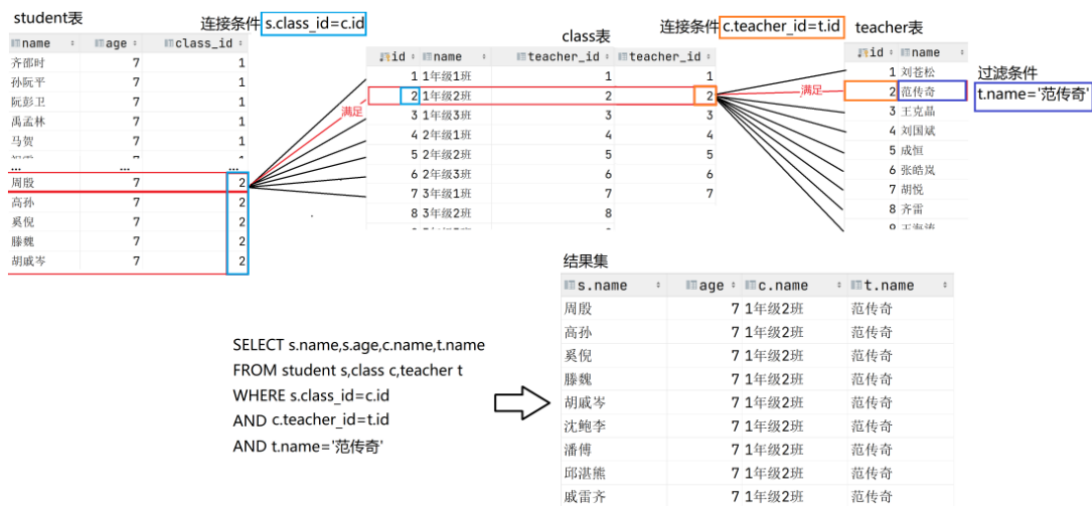 student表
连接条件 s.class_id=c.id
name age class_id
齐邵时 7 1
孙阮平 7 1
阮彭卫 7 1
禹孟林 7 1
马贺 7 1
... ... ...
周殷 7 2
高孙 7 2
奚倪 7 2
滕魏 7 2
胡戚岑 7 2
满足
class表
连接条件 c.teacher_id=t.id
id name teacher_id teacher_id
1 1年级1班 1 1
2 1年级2班 2 2
3 1年级3班 3 3
4 2年级1班 4 4
5 2年级2班 5 5
6 2年级3班 6 6
7 3年级1班 7 7
8 3年级2班 8
满足
teacher表
id name
1 刘苍松
2 范传奇
3 王克晶
4 刘国斌
5 成恒
6 张皓岚
7 胡悦
8 齐雷
9 王海涛
过滤条件
t.name='范传奇'
SELECT s.name,s.age,c.name,t.name
FROM student s,class c,teacher t
WHERE s.class_id=c.id
AND c.teacher_id=t.id
AND t.name='范传奇'
结果集
s.name age c.name t.name
周殷 7 1年级2班 范传奇
高孙 7 1年级2班 范传奇
奚倪 7 1年级2班 范传奇
滕魏 7 1年级2班 范传奇
胡戚岑 7 1年级2班 范传奇
沈鲍李 7 1年级2班 范传奇
潘傅 7 1年级2班 范传奇
邱湛熊 7 1年级2班 范传奇
戚雷齐 7 1年级2班 范传奇